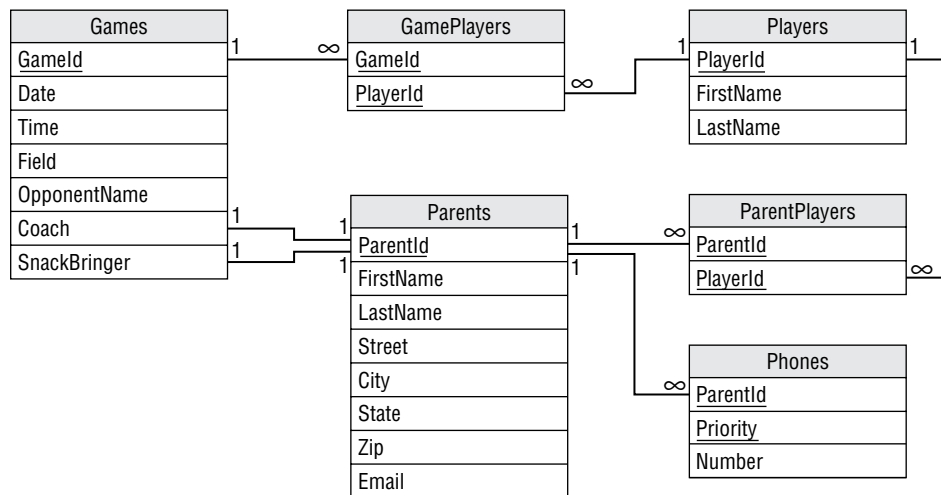 Games
GameId
Date
Time
Field
OpponentName
Coach
SnackBringer
1
1
1
GamePlayers
GameId
PlayerId
∞
∞
Players
PlayerId
FirstName
LastName
1
1
Parents
ParentId
FirstName
LastName
Street
City
State
Zip
Email
1
1
1
1
ParentPlayers
ParentId
PlayerId
∞
∞
Phones
ParentId
Priority
Number
∞